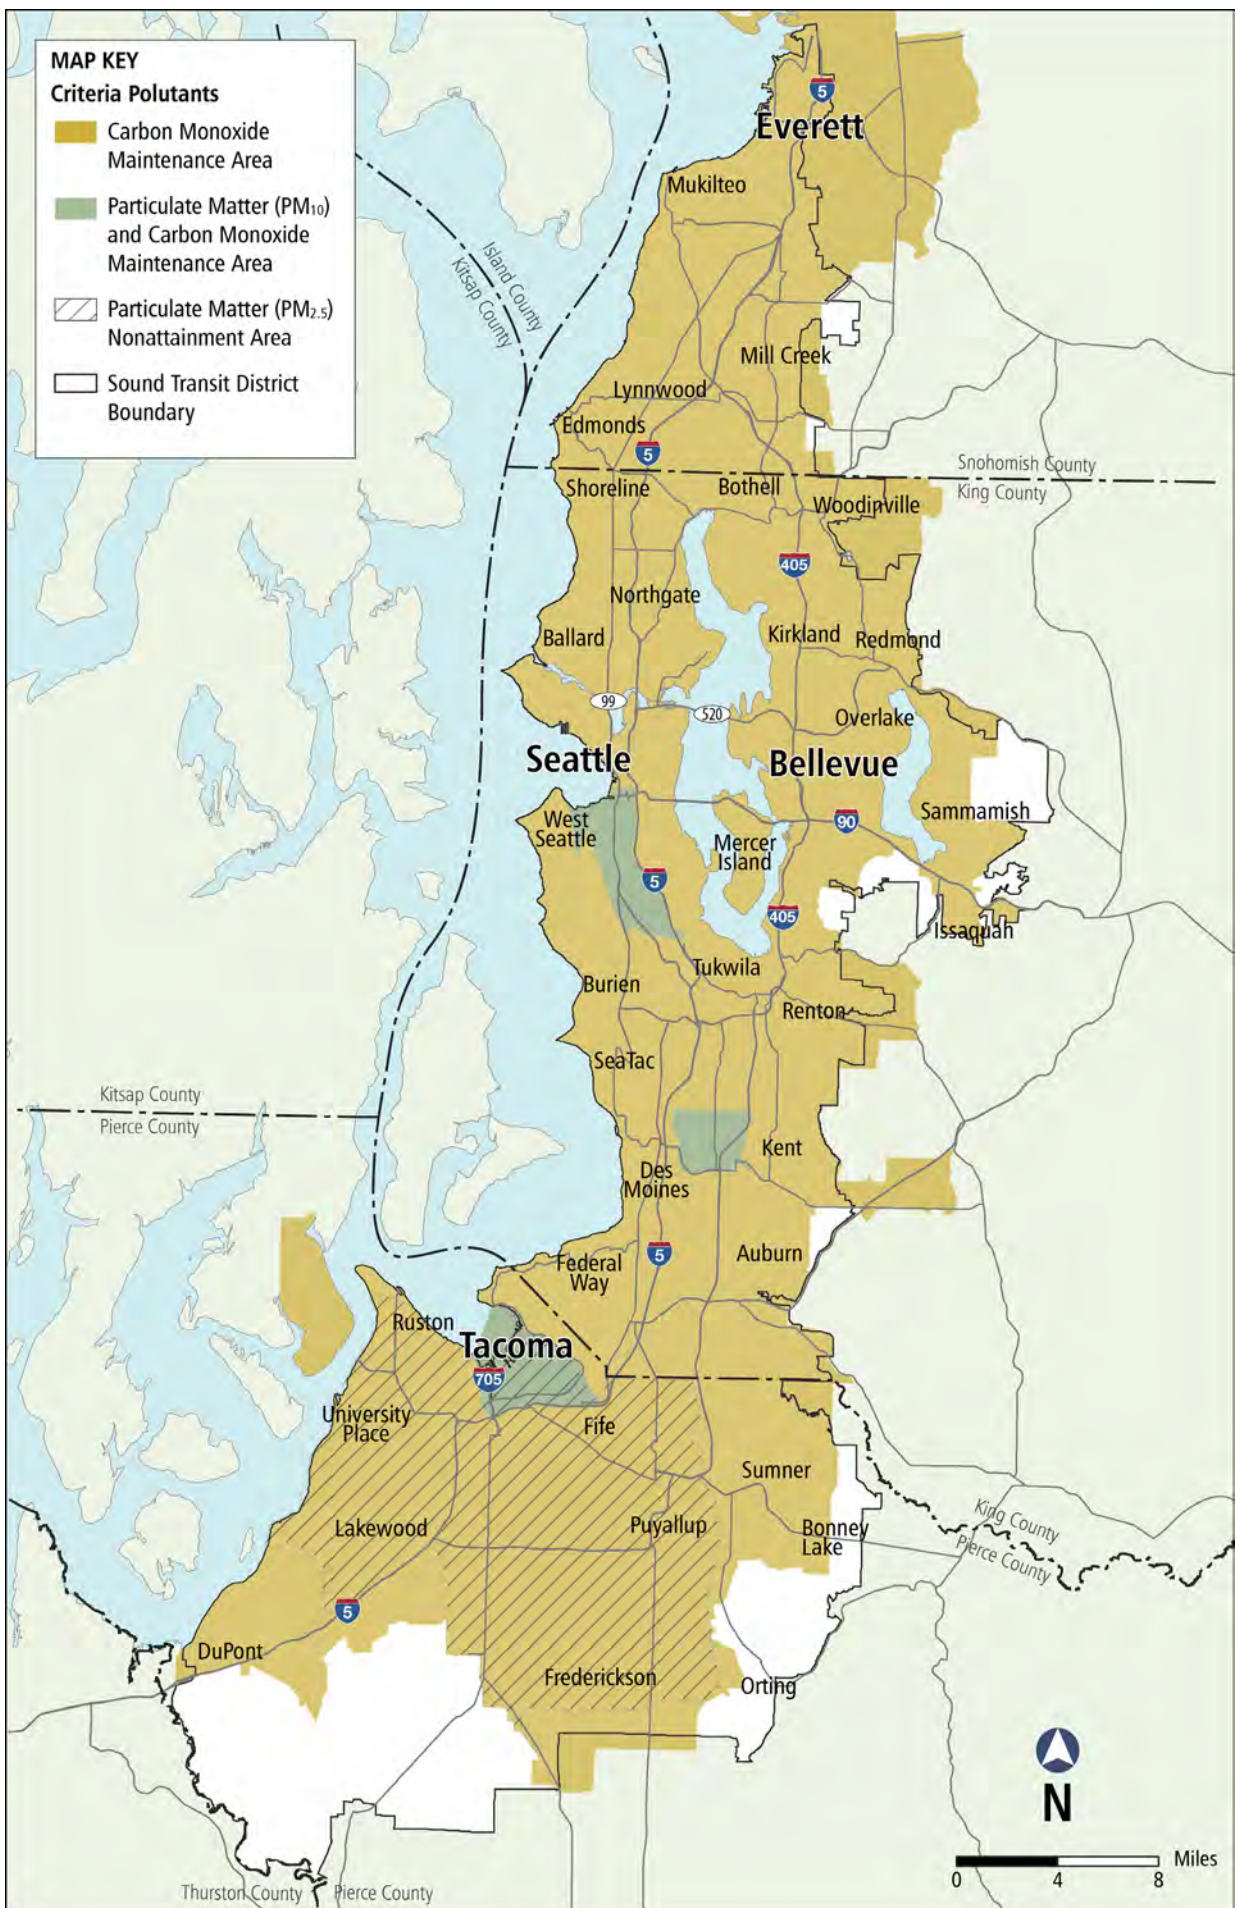 MAP KEY
Criteria Polutants
Carbon Monoxide
Maintenance Area
Particulate Matter (PM10)
and Carbon Monoxide
Maintenance Area
Particulate Matter (PM2.5)
Nonattainment Area
Sound Transit District
Boundary
5
Everett
Mukilteo
Island County
Kitsap County
Mill Creek
Lynnwood
Edmonds
5
Snohomish County
King County
Shoreline
Bothell
Woodinville
405
Northgate
Ballard
Kirkland
Redmond
99
520
Overlake
Seattle
Bellevue
West
Seattle
90
Sammamish
Mercer
Island
5
405
Issaquah
Tukwila
Burien
Renton
SeaTac
Kitsap County
Pierce County
Kent
Des
Moines
5
Auburn
Federal
Way
Ruston
Tacoma
705
University
Place
Fife
Sumner
King County
Pierce County
Lakewood
Puyallup
Bonney
Lake
5
DuPont
Frederickson
Orting
N
Miles
0
4
8
Thurston County
Pierce County